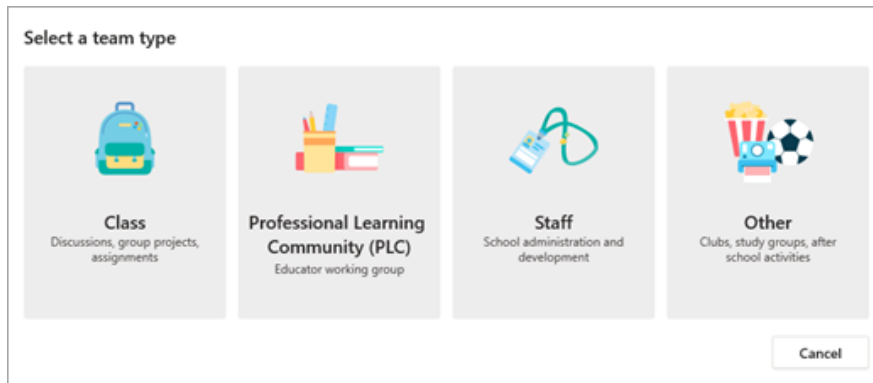 Select a team type
Class
Discussions, group projects,
assignments
Professional Learning
Community (PLC)
Educator working group
Staff
School administration and
development
Other
Clubs, study groups, after
school activities
Cancel